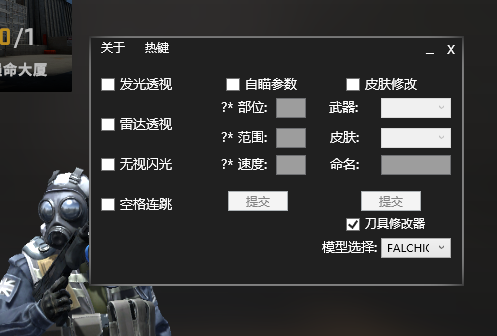 0/1
命大厦
关于 热键
_ X
发光透视 自瞄参数 皮肤修改
?* 部位: 武器:
雷达透视
?* 范围: 皮肤:
无视闪光 ?* 速度: 命名:
空格连跳 提交 提交
刀具修改器
模型选择: FALCHIC